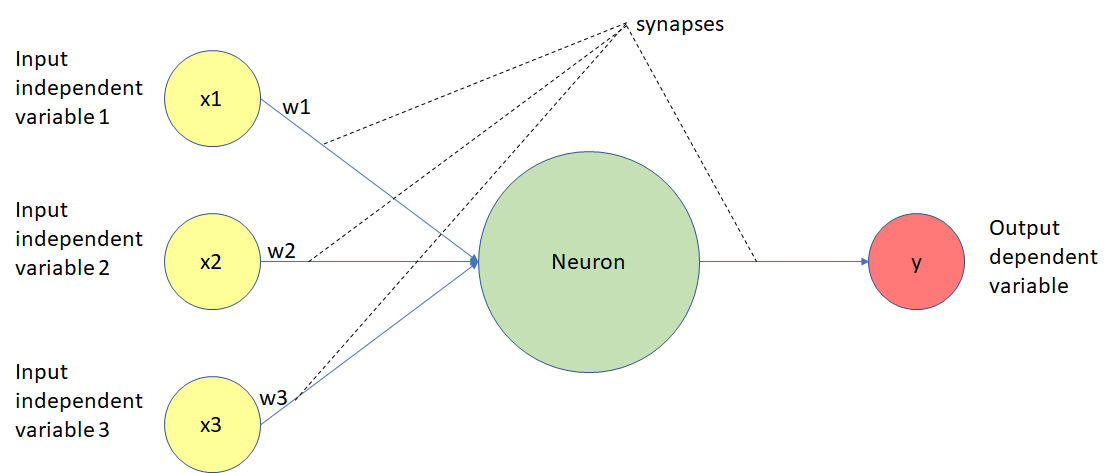 synapses
Input
independent
variable 1
x1
w1
Input
independent
variable 2
x2
w2
Neuron
y
Output
dependent
variable
Input
independent
variable 3
x3
w3